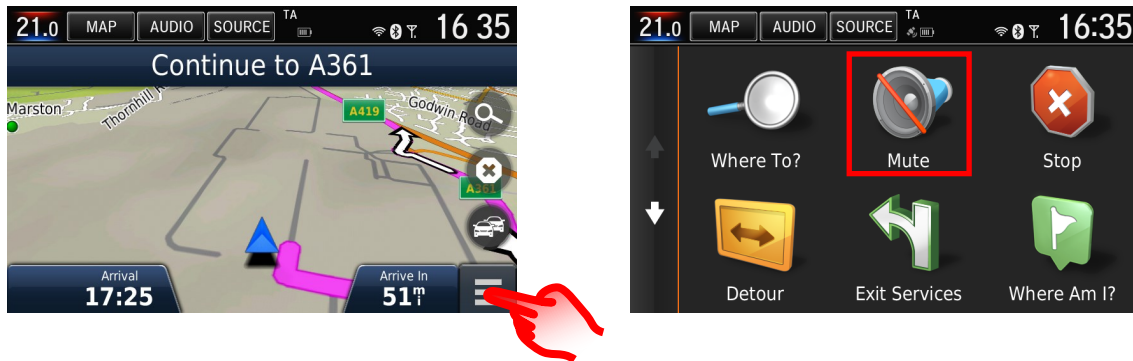 21.0 MAP AUDIO SOURCE TA 16 35
Continue to A361
Marston
Thornhill R
A419
Godwin Road
A361
Arrival
17:25
Arrive In
51 m i
21.0 MAP AUDIO SOURCE TA 16:35
Where To?
Mute
Stop
Detour
Exit Services
Where Am I?